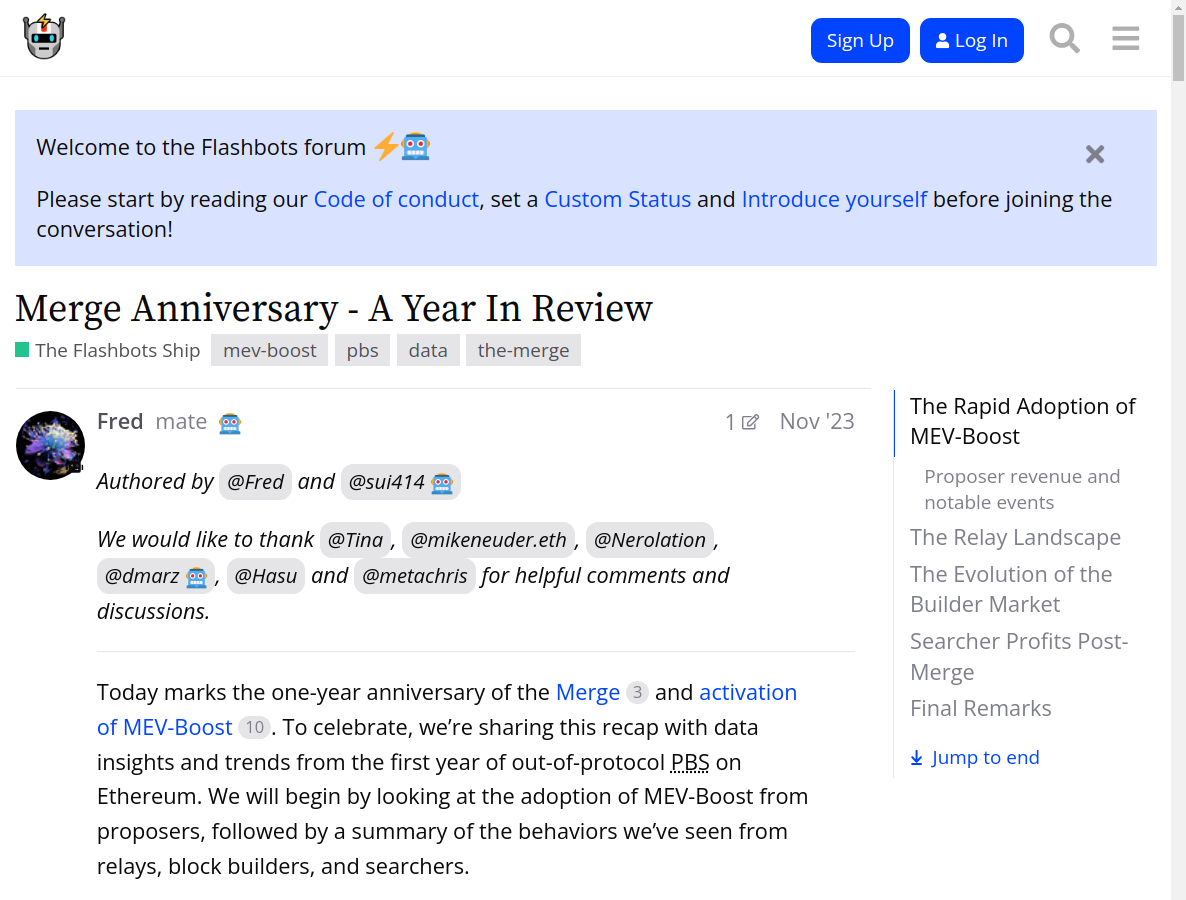 Sign Up
Log In
Welcome to the Flashbots forum
Please start by reading our Code of conduct, set a Custom Status and Introduce yourself before joining the
conversation!
Merge Anniversary - A Year In Review
The Flashbots Ship mev-boost pbs data the-merge
Fred mate 1 Nov '23
Authored by @Fred and @sui414
We would like to thank @Tina, @mikeneuder.eth, @Nerolation,
@dmarz, @Hasu and @metachris for helpful comments and
discussions.
Today marks the one-year anniversary of the Merge 3 and activation
of MEV-Boost 10. To celebrate, we’re sharing this recap with data
insights and trends from the first year of out-of-protocol PBS on
Ethereum. We will begin by looking at the adoption of MEV-Boost from
proposers, followed by a summary of the behaviors we’ve seen from
relays, block builders, and searchers.
The Rapid Adoption of
MEV-Boost
Proposer revenue and
notable events
The Relay Landscape
The Evolution of the
Builder Market
Searcher Profits Post-
Merge
Final Remarks
Jump to end